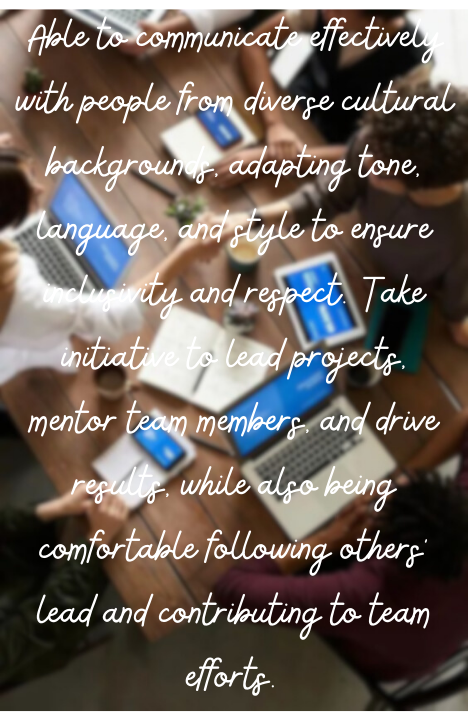 Able to communicate effectively
with people from diverse cultural
backgrounds, adapting tone,
language, and style to ensure
inclusivity and respect. Take
initiative to lead projects,
mentor team members, and drive
results, while also being
comfortable following others'
lead and contributing to team
efforts.